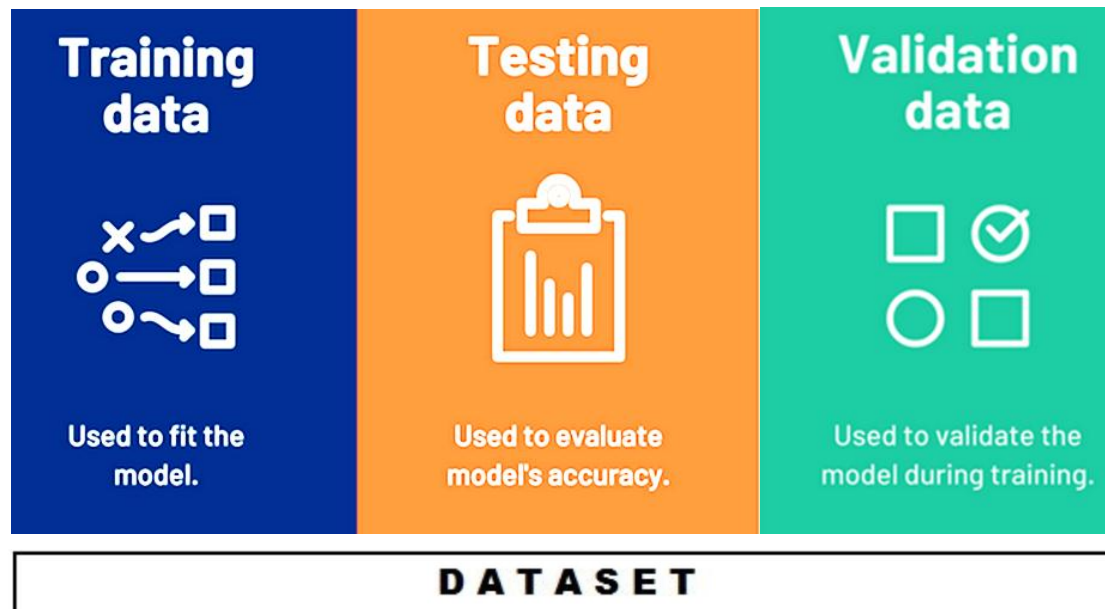 Training
data
Used to fit the
model.
Testing
data
Used to evaluate
model's accuracy.
Validation
data
Used to validate the
model during training.
DATASET